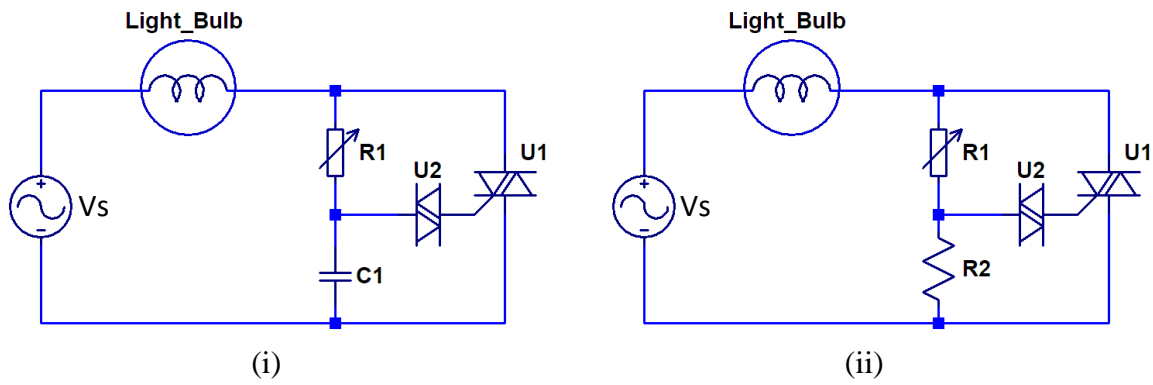 Light_Bulb
R1
U2
U1
Vs
C1
(i)
Light_Bulb
R1
U2
U1
Vs
R2
(ii)